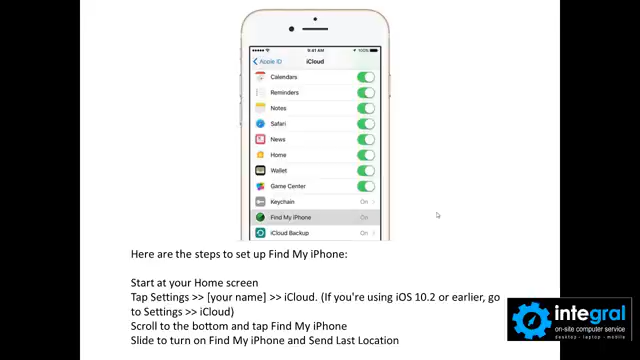 9:41 AM
100%
Apple ID
iCloud
Calendars
Reminders
Notes
Safari
News
Home
Wallet
Game Center
Keychain On
Find My iPhone On
iCloud Backup On
Here are the steps to set up Find My iPhone:
Start at your Home screen
Tap Settings >> [your name] >> iCloud. (If you're using iOS 10.2 or earlier, go
to Settings >> iCloud)
Scroll to the bottom and tap Find My iPhone
Slide to turn on Find My iPhone and Send Last Location
integral
on-site computer service
desktop - laptop - mobile